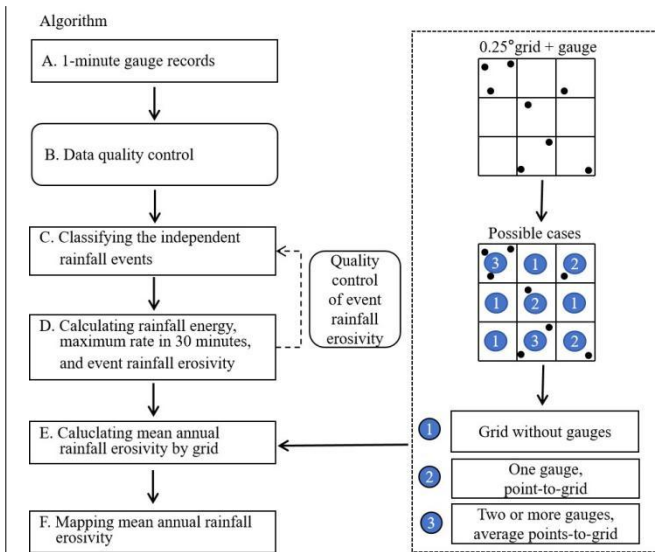 Algorithm
A. 1-minute gauge records
B. Data quality control
C. Classifying the independent
rainfall events
D. Calculating rainfall energy,
maximum rate in 30 minutes,
and event rainfall erosivity
Quality
control
of event
rainfall
erosivity
E. Caluclating mean annual
rainfall erosivity by grid
F. Mapping mean annual rainfall
erosivity
0.25°grid + gauge
Possible cases
3 1 2
1 2 1
1 3 2
1 Grid without gauges
2 One gauge,
point-to-grid
3 Two or more gauges,
average points-to-grid